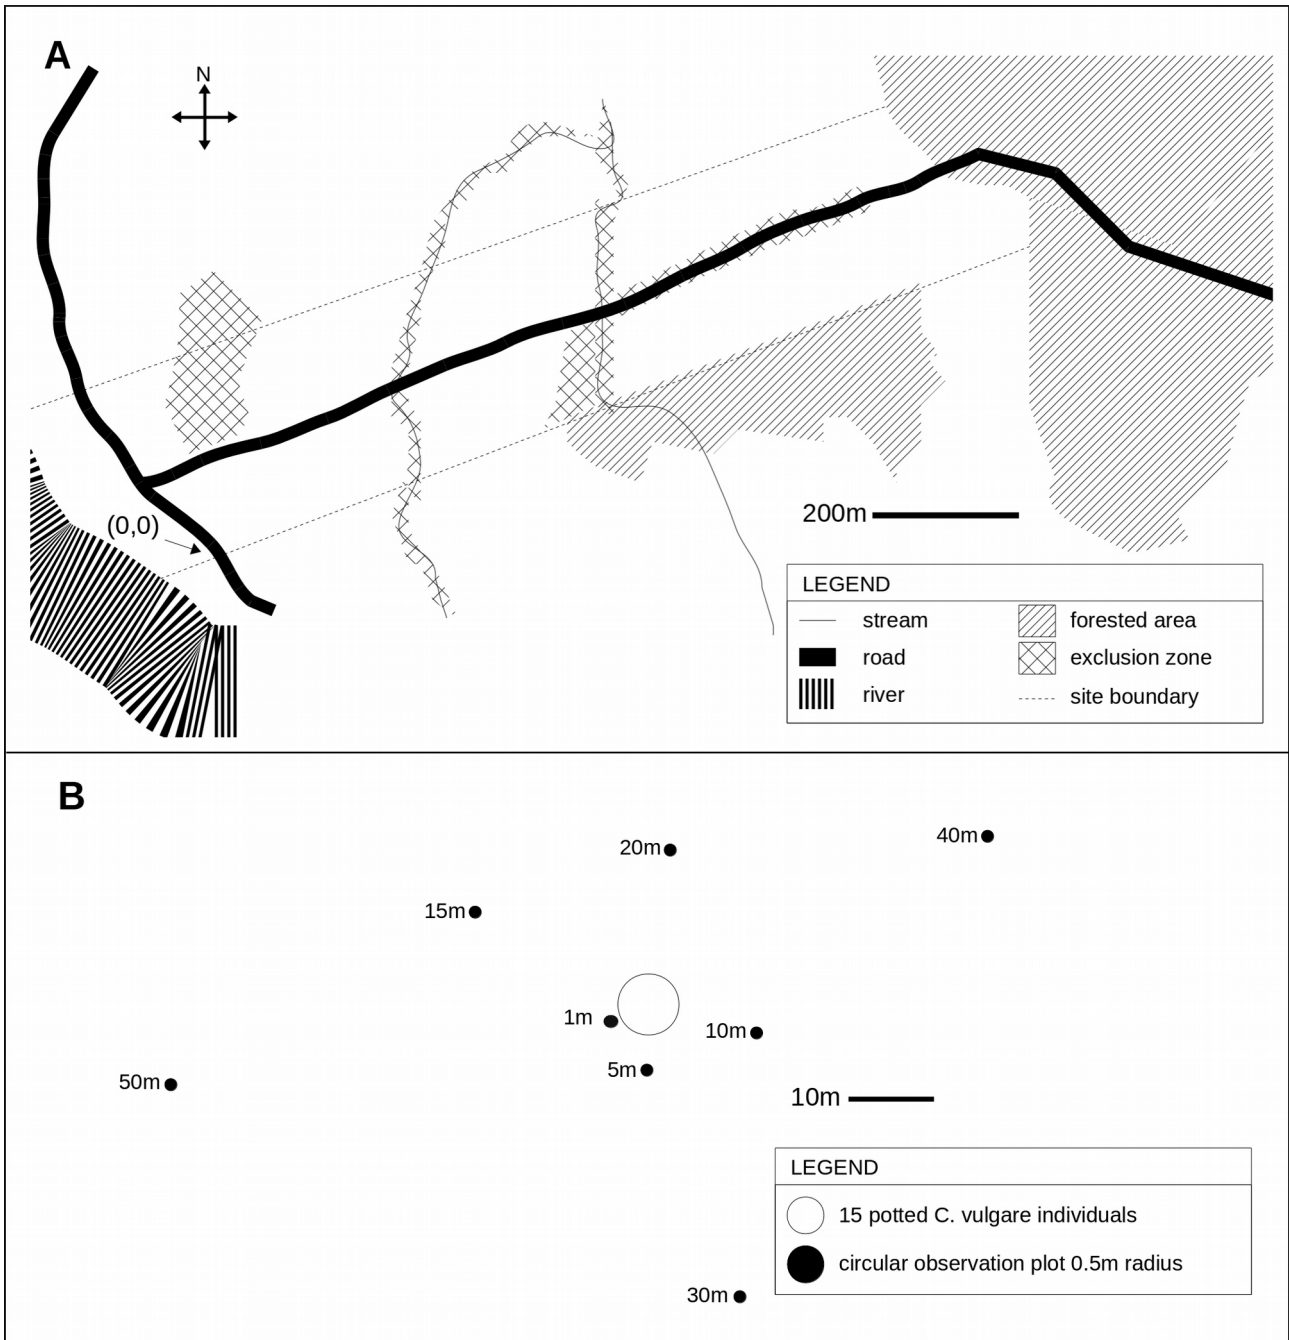 A
N
(0,0)
200m
LEGEND
stream
forested area
road
exclusion zone
river
site boundary
B
20m
40m
15m
1m
10m
5m
50m
10m
LEGEND
15 potted C. vulgare individuals
circular observation plot 0.5m radius
30m